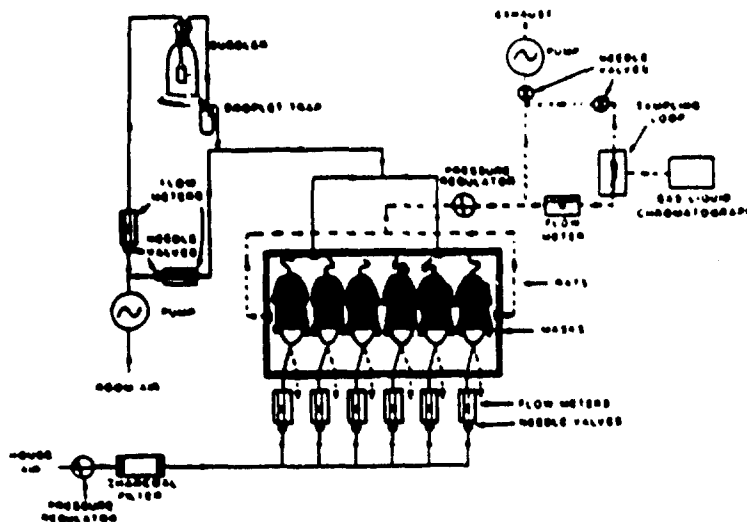 EXHAUST
PUMP
NEEDLE
VALVES
BUBBLER
DROPLET TRAP
SAMPLING
LOOP
FLOW
METERS
PRESSURE
REGULATOR
GAS-LIQUID
CHROMATOGRAPH
FLOW
METER
NEEDLE
VALVES
RATS
PUMP
MASKS
ROOM AIR
FLOW METERS
NEEDLE VALVES
HOUSE
AIR
CHARCOAL
FILTER
PRESSURE
REGULATOR